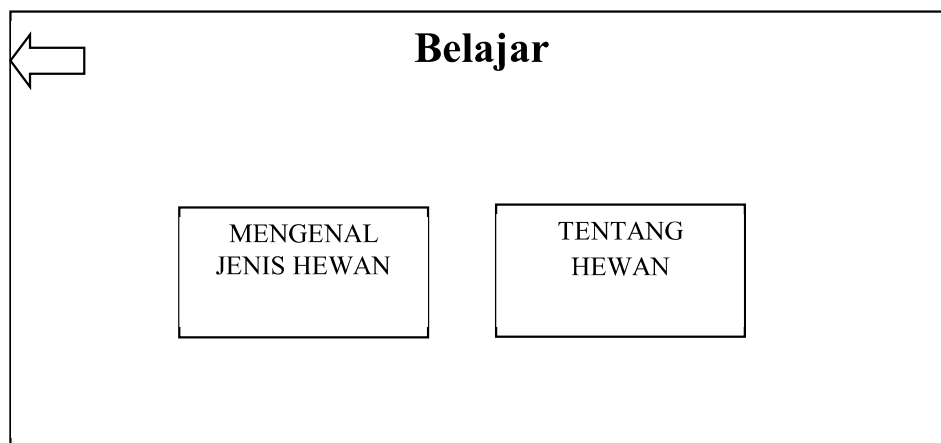 Belajar
MENGENAL
JENIS HEWAN
TENTANG
HEWAN